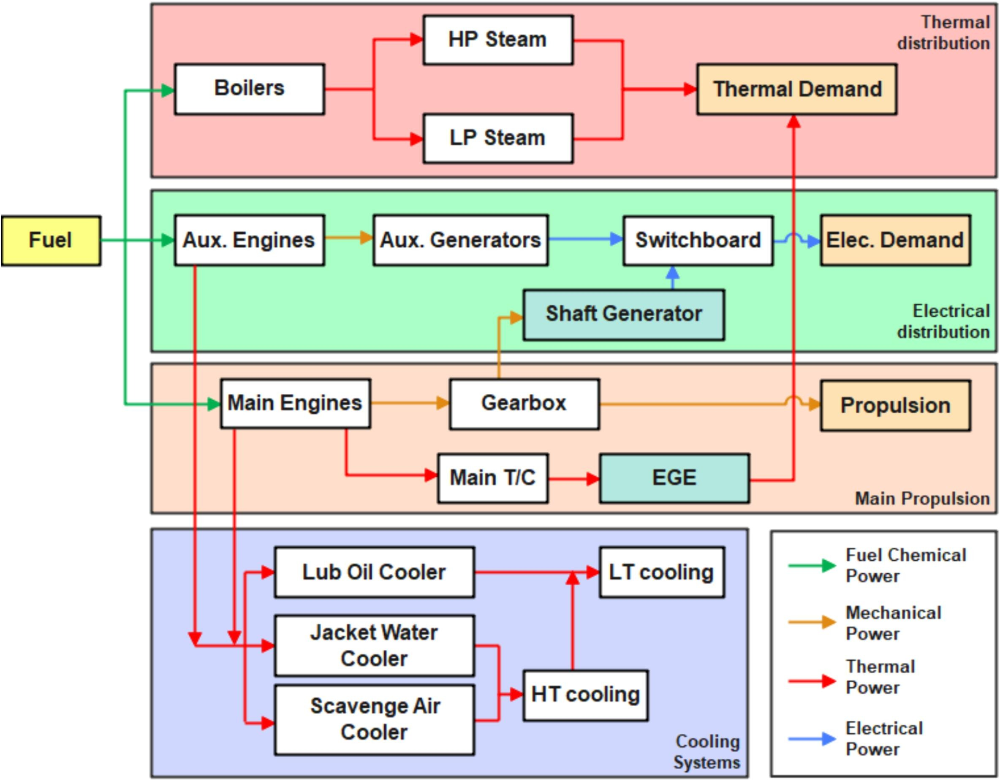 Thermal
distribution
HP Steam
Boilers
Thermal Demand
LP Steam
Fuel
Aux. Engines
Aux. Generators
Switchboard
Elec. Demand
Shaft Generator
Electrical
distribution
Main Engines
Gearbox
Propulsion
Main T/C
EGE
Main Propulsion
Lub Oil Cooler
LT cooling
Jacket Water
Cooler
HT cooling
Scavenge Air
Cooler
Cooling
Systems
Fuel Chemical
Power
Mechanical
Power
Thermal
Power
Electrical
Power